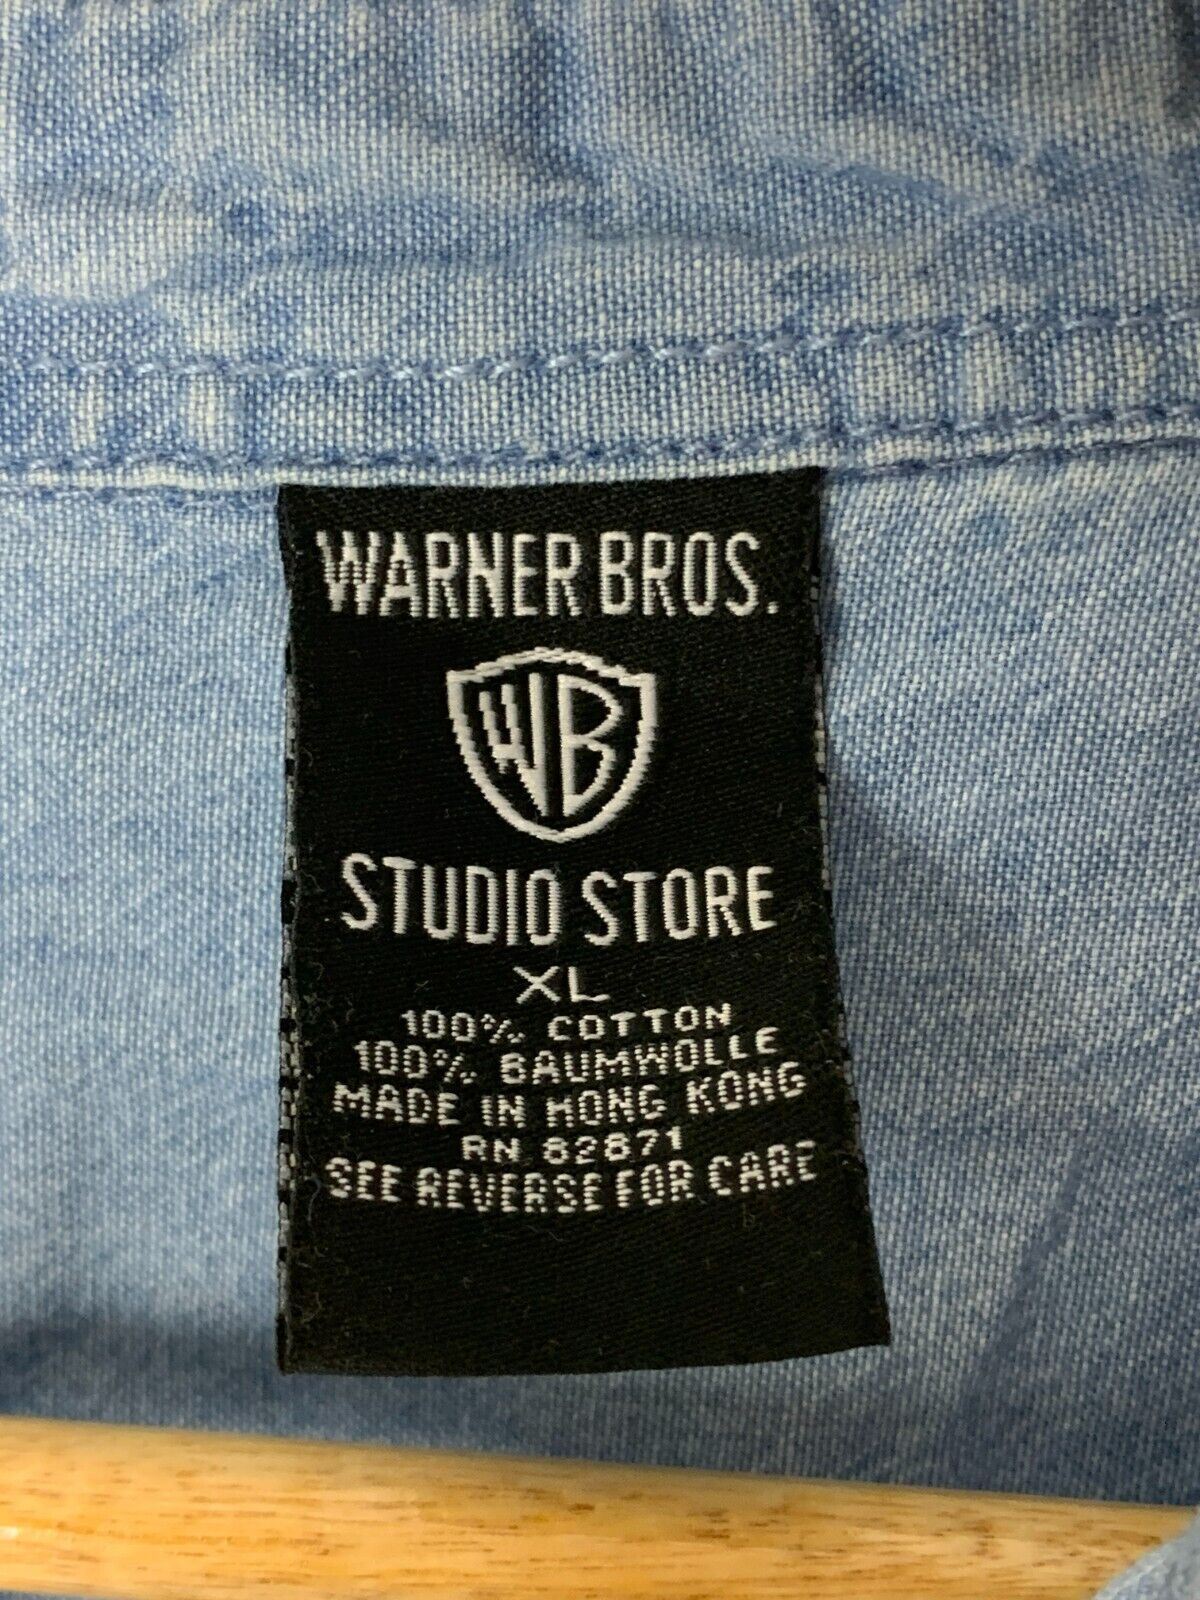 WARNER BROS.
WB
STUDIO STORE
XL
100% COTTON
100% BAUMWOLLE
MADE IN HONG KONG
RN 82871
SEE REVERSE FOR CARE